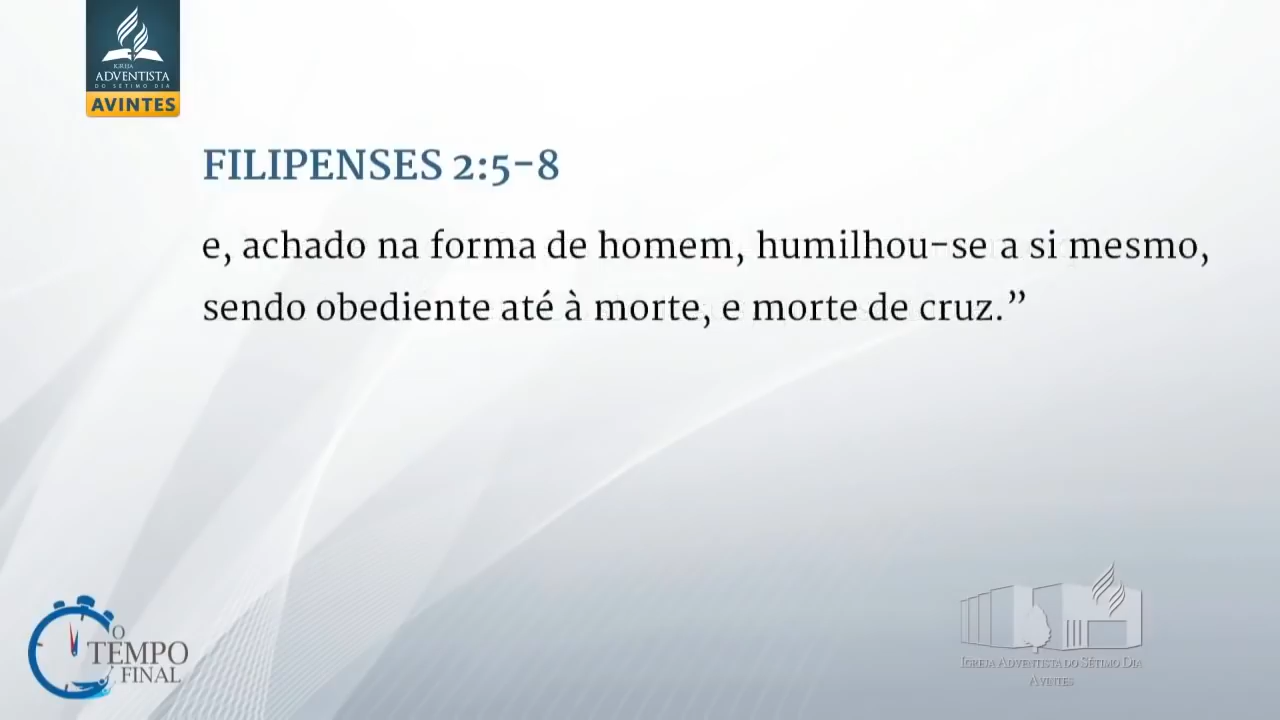 IGREJA
ADVENTISTA
DO SÉTIMO DIA
AVINTES
FILIPENSES 2:5-8
e, achado na forma de homem, humilhou-se a si mesmo,
sendo obediente até à morte, e morte de cruz.”
O
TEMPO
FINAL
IGREJA ADVENTISTA DO SÉTIMO DIA
AVINTES